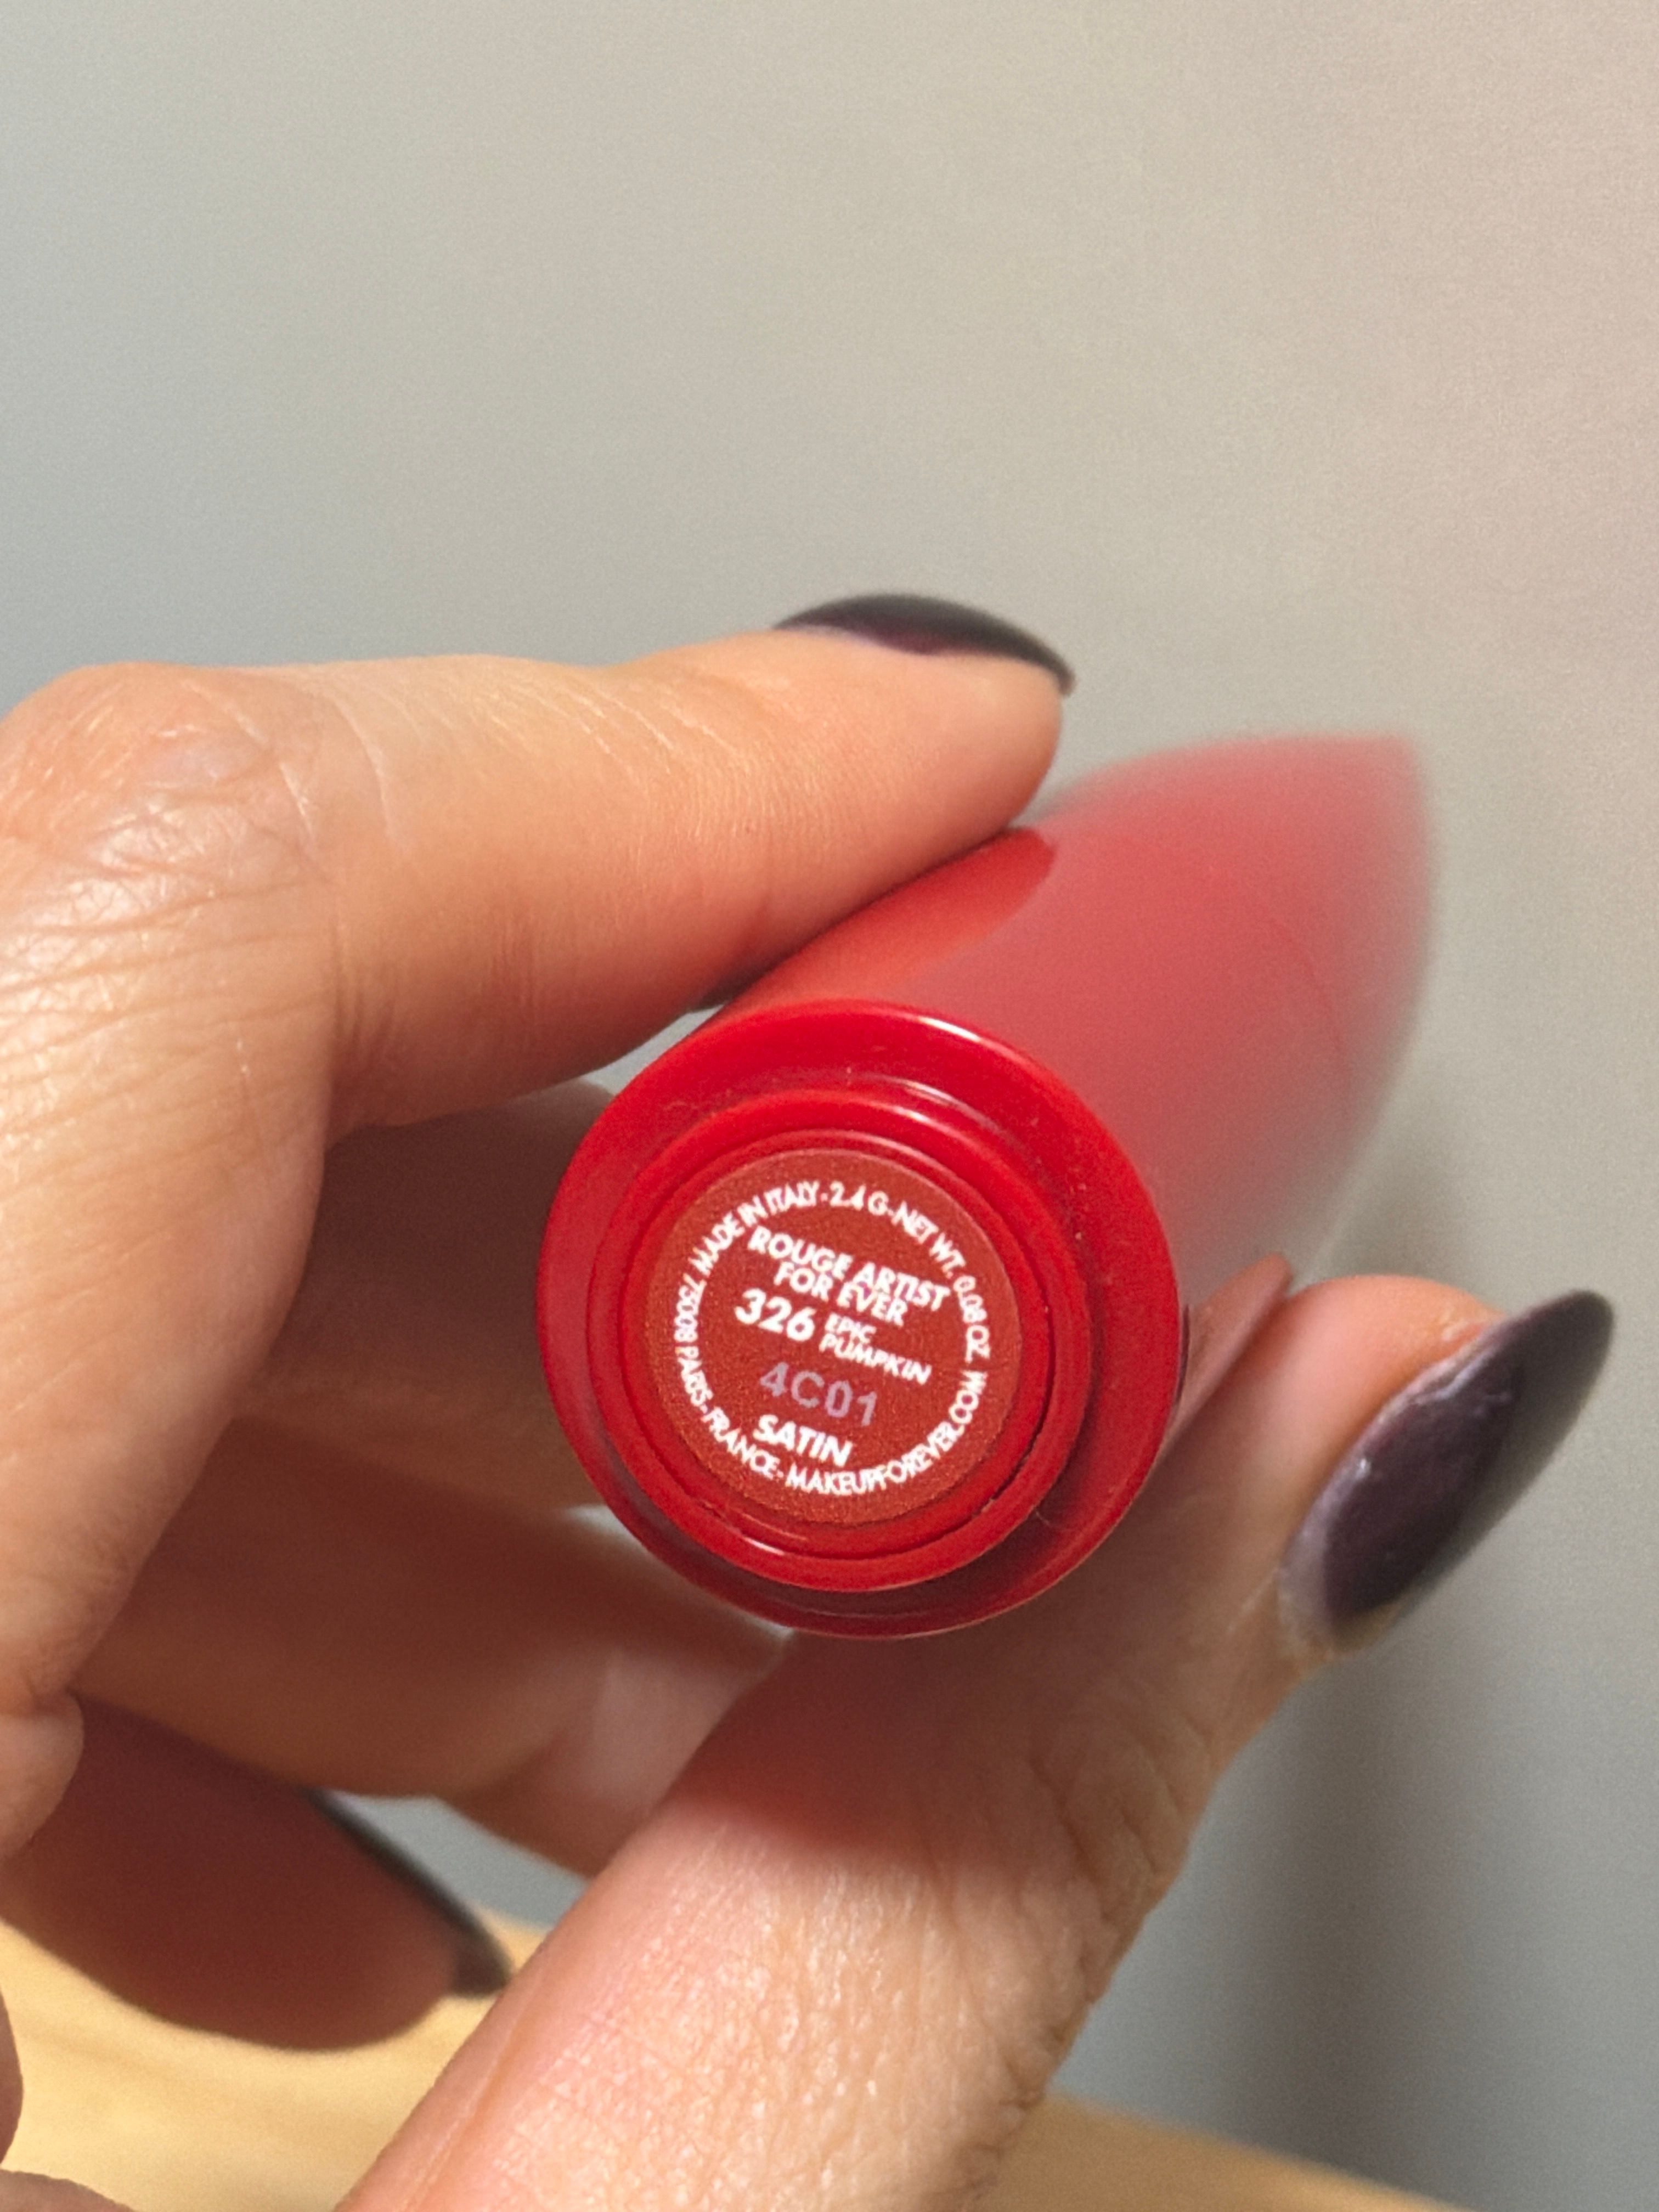 MADE IN ITALY - 2.4 G - NET WT. 0.08 OZ.
ROUGE ARTIST
FOR EVER
326 EPIC
PUMPKIN
4C01
SATIN
75008 PARIS - FRANCE - MAKEUPFOREVER.COM